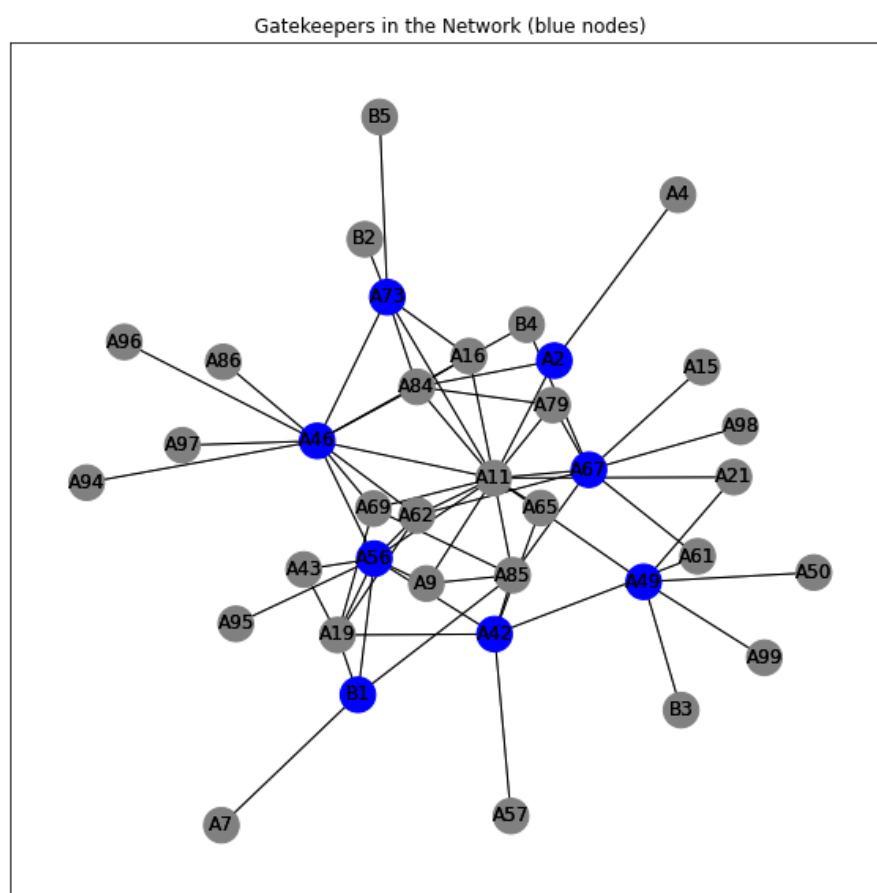 Gatekeepers in the Network (blue nodes)
B5
A4
B2
A73
B4
A96
A16
A2
A86
A15
A84
A79
A98
A46
A97
A67
A21
A94
A11
A69
A65
A62
A56
A61
A43
A85
A50
A9
A49
A95
A19
A42
A99
B1
B3
A57
A7